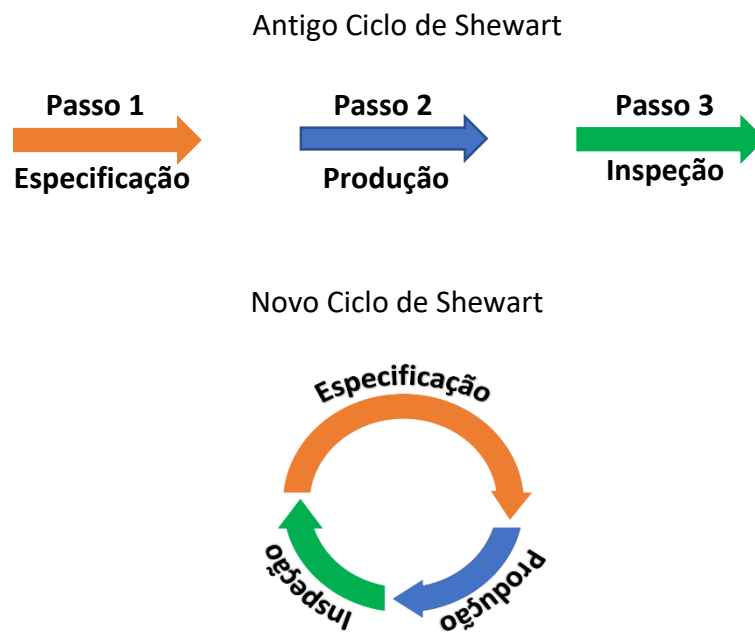 Antigo Ciclo de Shewart
Passo 1
Passo 2
Passo 3
Especificação
Produção
Inspeção
Novo Ciclo de Shewart
Especificação
Produção
Inspeção